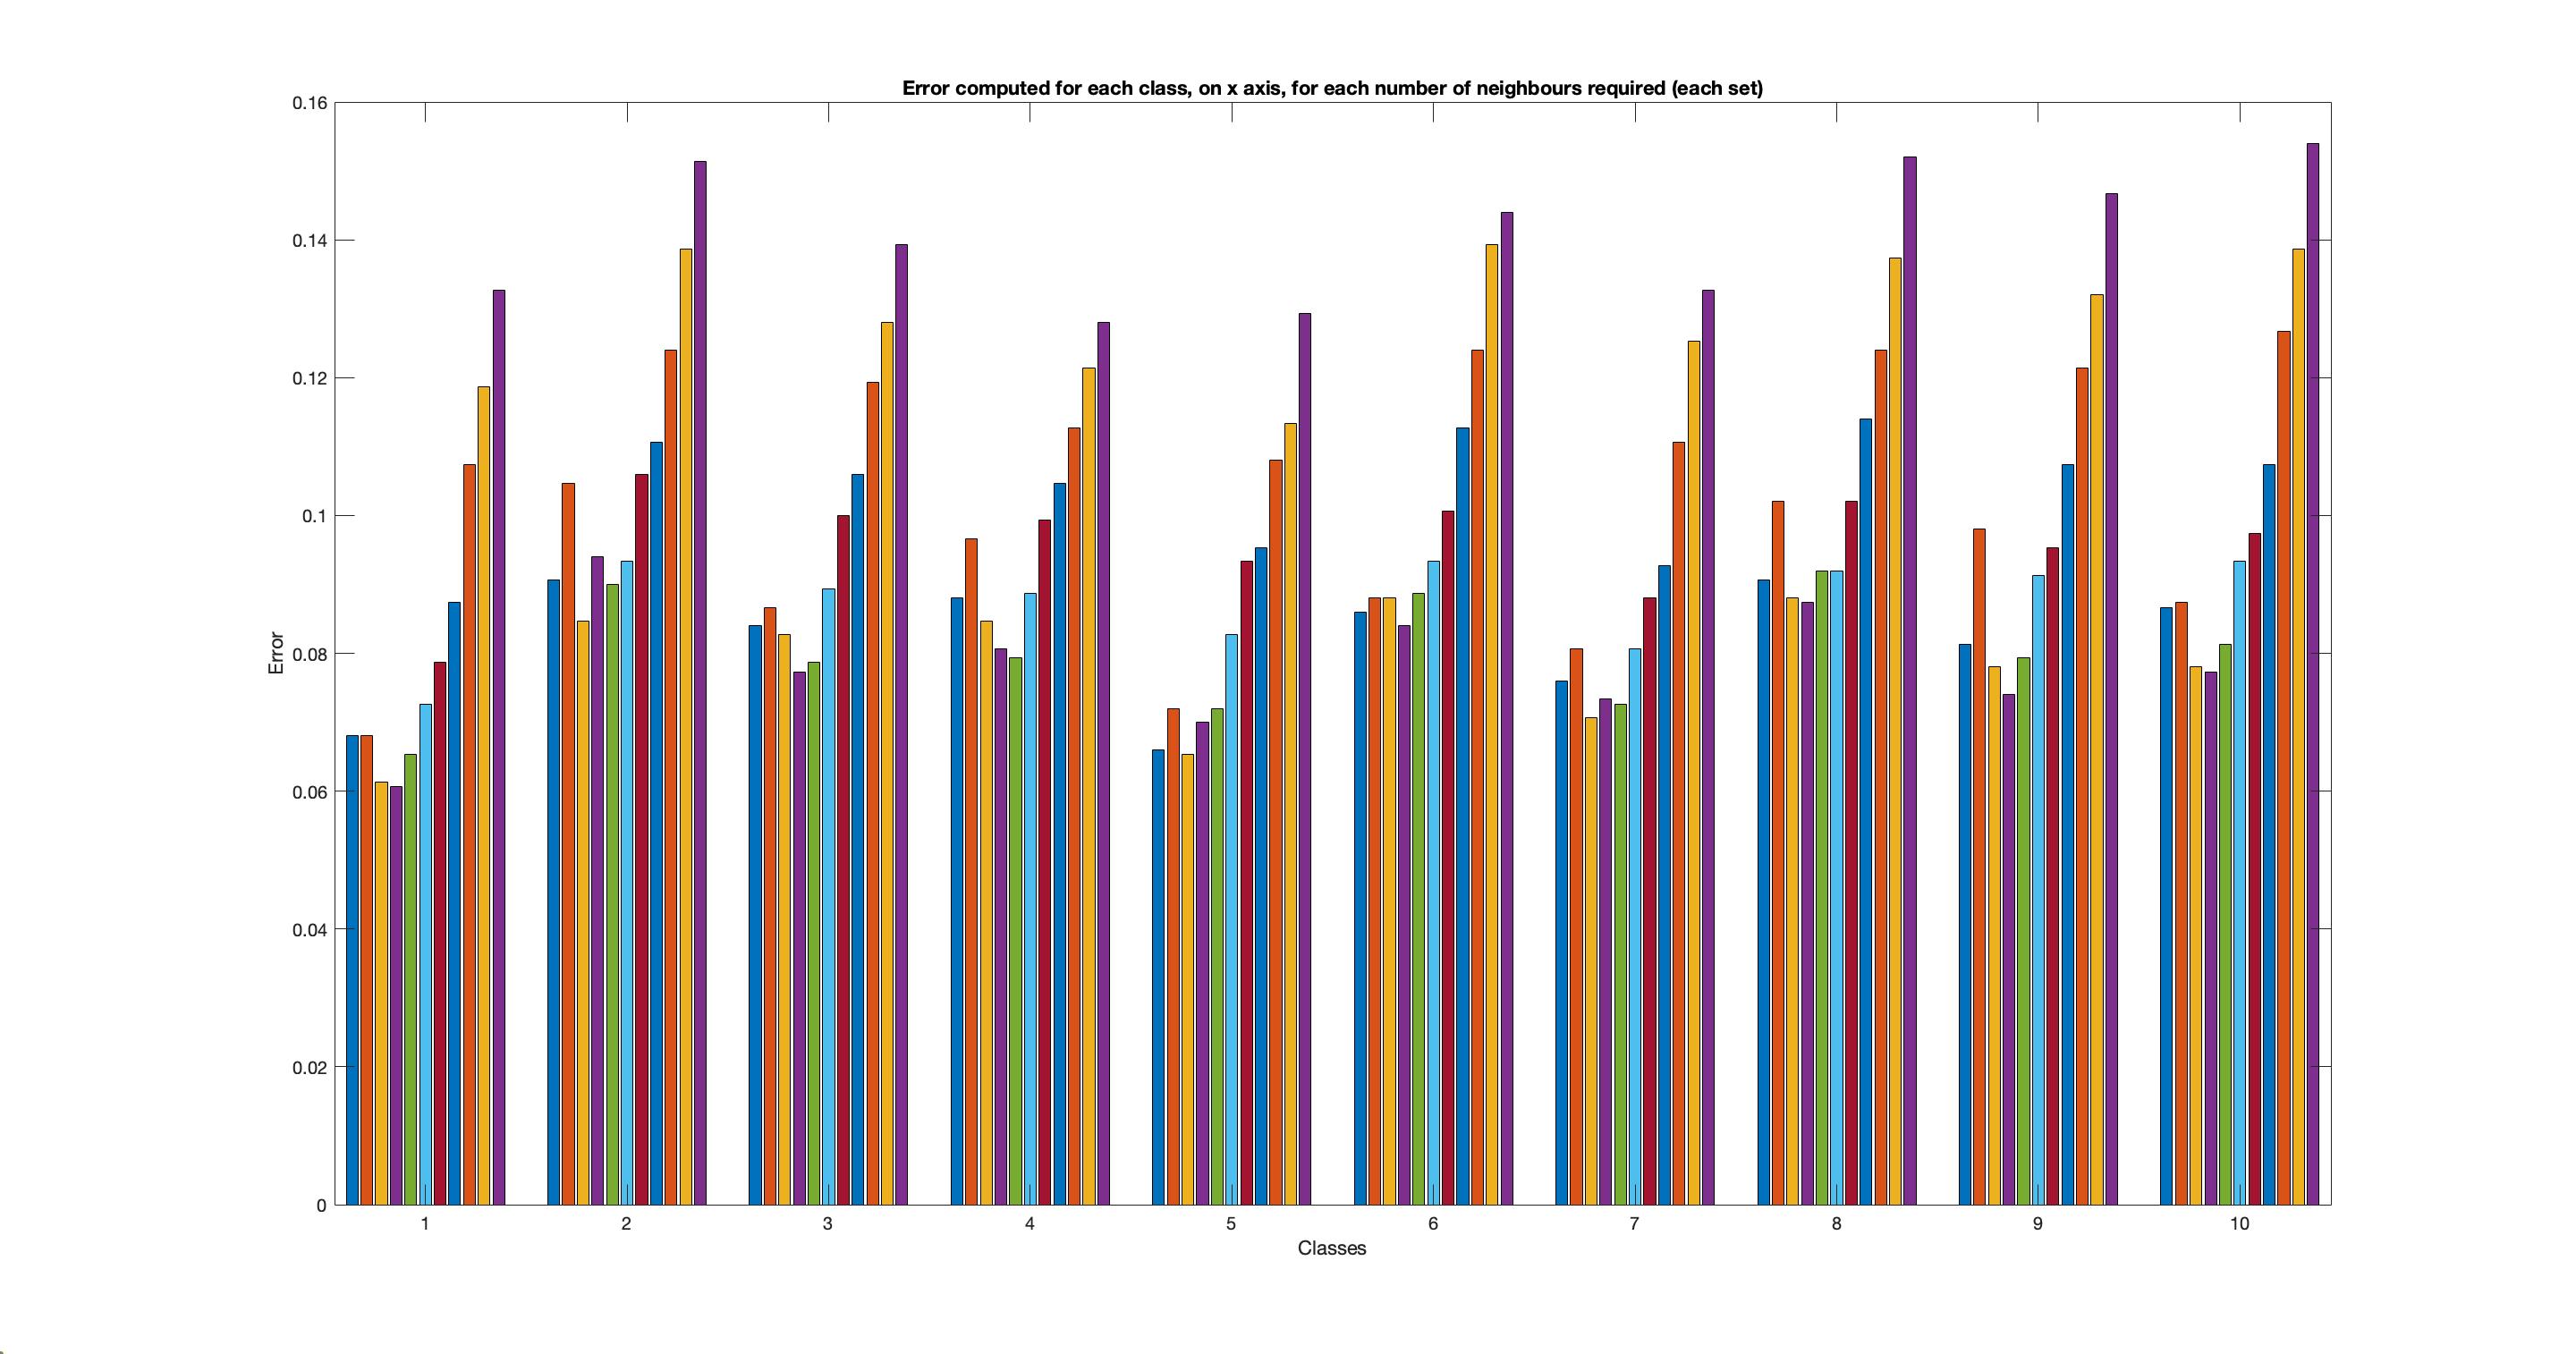 Error computed for each class, on x axis, for each number of neighbours required (each set)
0.16
0.14
0.12
0.1
0.08
0.06
0.04
0.02
0
Error
1 2 3 4 5 6 7 8 9 10
Classes